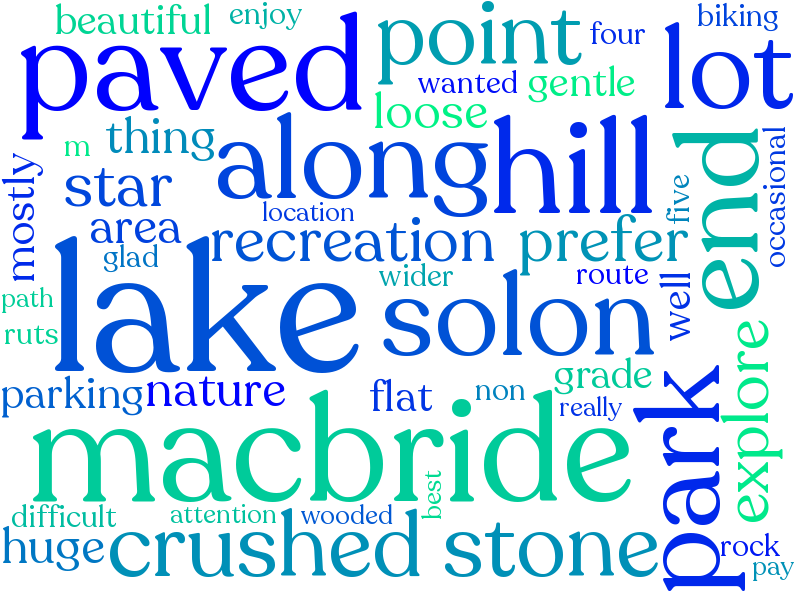 beautiful
enjoy
biking
paved
point
four
lot
wanted
gentle
loose
m
thing
along
hill
end
occasional
mostly
star
location
five
area
recreation
prefer
glad
lake
wider
route
well
path
ruts
solon
explore
parking
nature
flat
non
grade
really
park
macbride
best
difficult
attention
wooded
huge
crushed stone
rock
pay